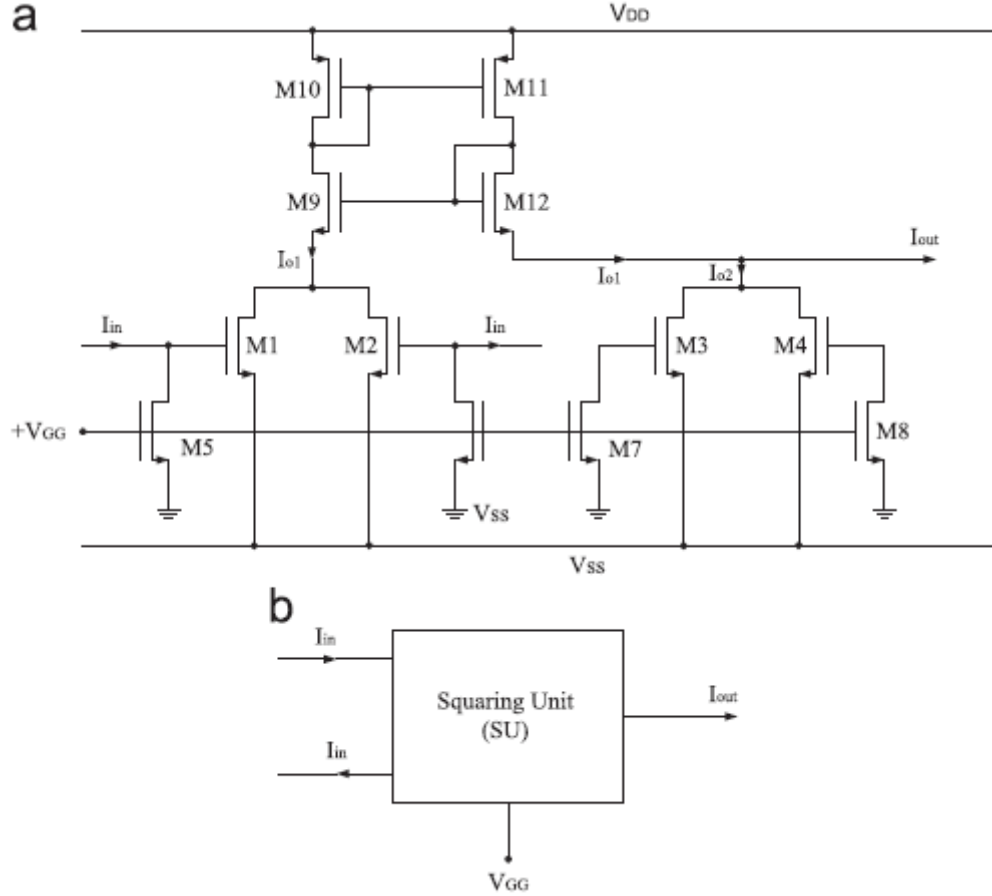 a
VDD
M10
M11
M9
M12
Io1
Iout
Io1
Io2
Iin
M1
M2
Iin
M3
M4
+VGG
M5
M7
M8
VSS
VSS
b
Iin
Squaring Unit
(SU)
Iout
Iin
VGG